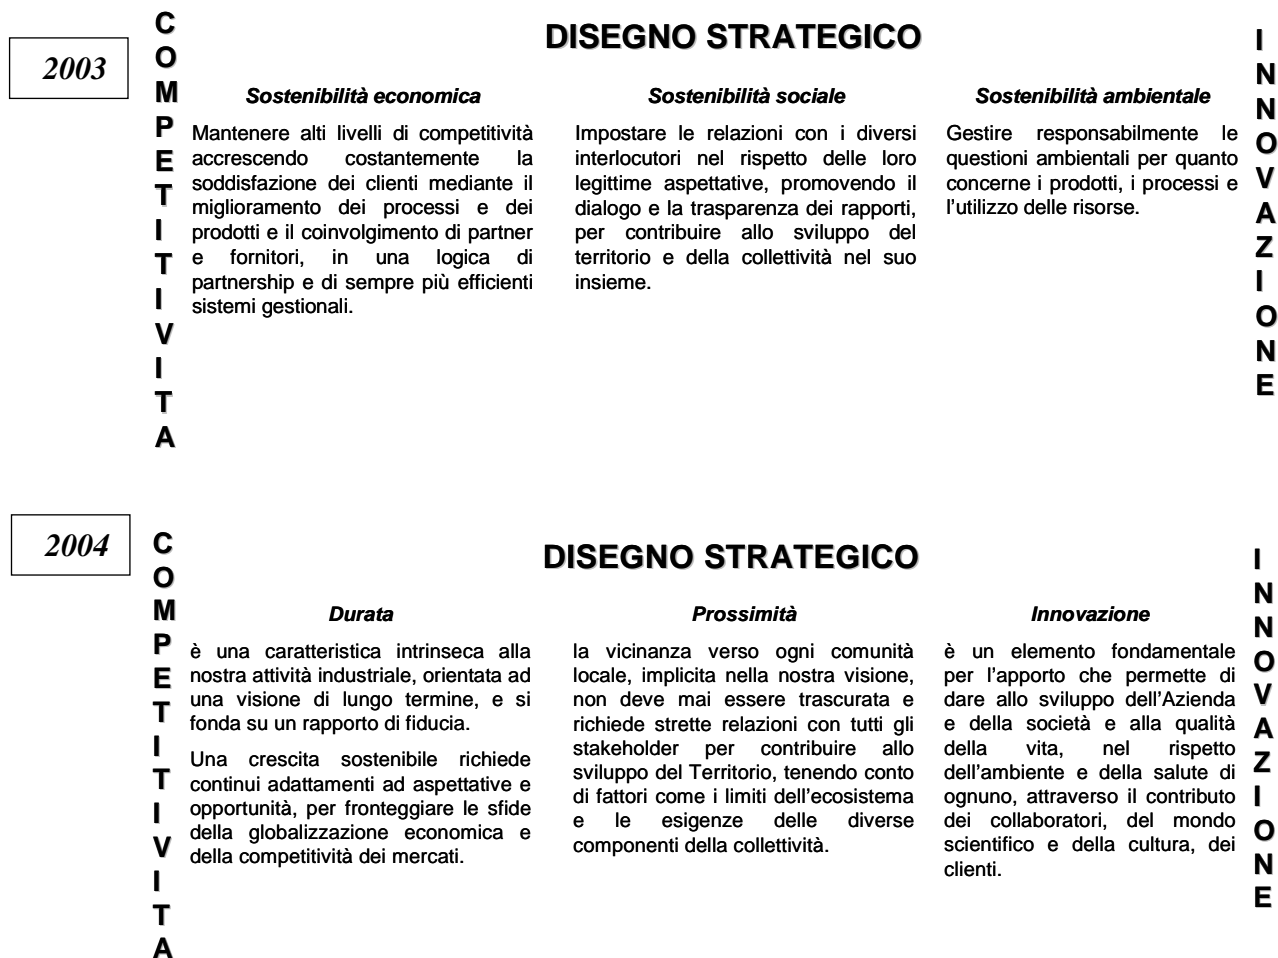 2003
COMPETITIVITA
DISEGNO STRATEGICO
Sostenibilità economica
Mantenere alti livelli di competitività
accrescendo costantemente la
soddisfazione dei clienti mediante il
miglioramento dei processi e dei
prodotti e il coinvolgimento di partner
e fornitori, in una logica di
partnership e di sempre più efficienti
sistemi gestionali.
Sostenibilità sociale
Impostare le relazioni con i diversi
interlocutori nel rispetto delle loro
legittime aspettative, promovendo il
dialogo e la trasparenza dei rapporti,
per contribuire allo sviluppo del
territorio e della collettività nel suo
insieme.
Sostenibilità ambientale
Gestire responsabilmente le
questioni ambientali per quanto
concerne i prodotti, i processi e
l'utilizzo delle risorse.
INNOVAZIONE
2004
COMPETITIVITA
DISEGNO STRATEGICO
Durata
è una caratteristica intrinseca alla
nostra attività industriale, orientata ad
una visione di lungo termine, e si
fonda su un rapporto di fiducia.
Una crescita sostenibile richiede
continui adattamenti ad aspettative e
opportunità, per fronteggiare le sfide
della globalizzazione economica e
della competitività dei mercati.
Prossimità
la vicinanza verso ogni comunità
locale, implicita nella nostra visione,
non deve mai essere trascurata e
richiede strette relazioni con tutti gli
stakeholder per contribuire allo
sviluppo del Territorio, tenendo conto
di fattori come i limiti dell'ecosistema
e le esigenze delle diverse
componenti della collettività.
Innovazione
è un elemento fondamentale
per l'apporto che permette di
dare allo sviluppo dell'Azienda
e della società e alla qualità
della vita, nel rispetto
dell'ambiente e della salute di
ognuno, attraverso il contributo
dei collaboratori, del mondo
scientifico e della cultura, dei
clienti.
INNOVAZIONE